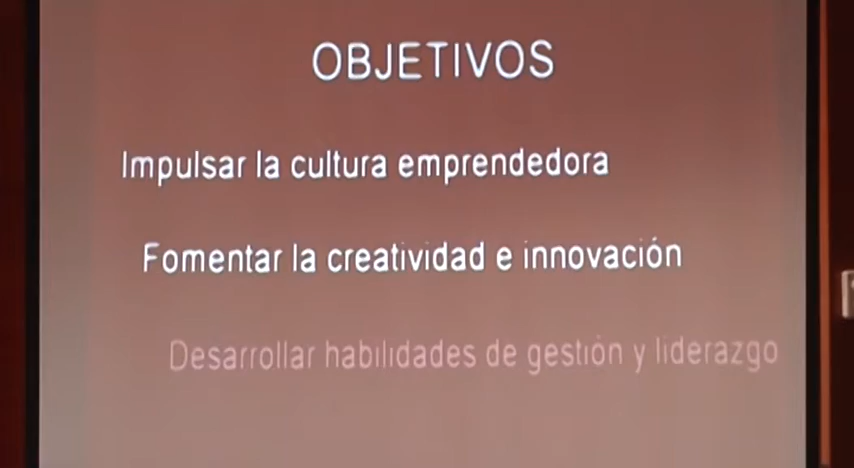 OBJETIVOS
Impulsar la cultura emprendedora
Fomentar la creatividad e innovación
Desarrollar habilidades de gestión y liderazgo